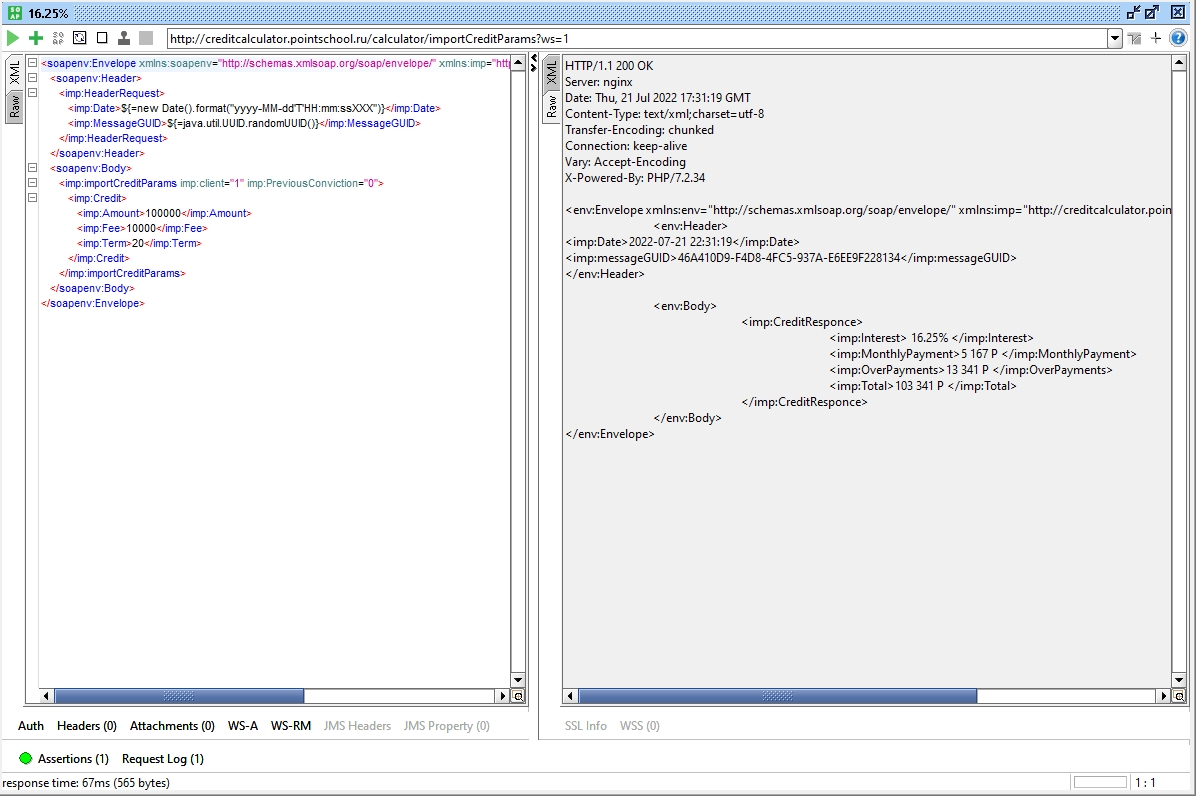 16.25%
http://creditcalculator.pointschool.ru/calculator/importCreditParams?ws=1
XML
Raw
<soapenv:Envelope xmlns:soapenv="http://schemas.xmlsoap.org/soap/envelope/" xmlns:imp="htt
<soapenv:Header>
<imp:HeaderRequest>
<imp:Date>${=new Date().format("yyyy-MM-dd'T'HH:mm:ssXXX")}</imp:Date>
<imp:MessageGUID>${=java.util.UUID.randomUUID()}</imp:MessageGUID>
</imp:HeaderRequest>
</soapenv:Header>
<soapenv:Body>
<imp:importCreditParams imp:client="1" imp:PreviousConviction="0">
<imp:Credit>
<imp:Amount>100000</imp:Amount>
<imp:Fee>10000</imp:Fee>
<imp:Term>20</imp:Term>
</imp:Credit>
</imp:importCreditParams>
</soapenv:Body>
</soapenv:Envelope>
XML
Raw
HTTP/1.1 200 OK
Server: nginx
Date: Thu, 21 Jul 2022 17:31:19 GMT
Content-Type: text/xml;charset=utf-8
Transfer-Encoding: chunked
Connection: keep-alive
Vary: Accept-Encoding
X-Powered-By: PHP/7.2.34
<env:Envelope xmlns:env="http://schemas.xmlsoap.org/soap/envelope/" xmlns:imp="http://creditcalculator.poin
<env:Header>
<imp:Date>2022-07-21 22:31:19</imp:Date>
<imp:messageGUID>46A410D9-F4D8-4FC5-937A-E6EE9F228134</imp:messageGUID>
</env:Header>
<env:Body>
<imp:CreditResponce>
<imp:Interest> 16.25% </imp:Interest>
<imp:MonthlyPayment>5 167 Р </imp:MonthlyPayment>
<imp:OverPayments>13 341 Р </imp:OverPayments>
<imp:Total>103 341 Р </imp:Total>
</imp:CreditResponce>
</env:Body>
</env:Envelope>
Auth Headers (0) Attachments (0) WS-A WS-RM JMS Headers JMS Property (0)
SSL Info WSS (0)
Assertions (1) Request Log (1)
response time: 67ms (565 bytes)
1 : 1